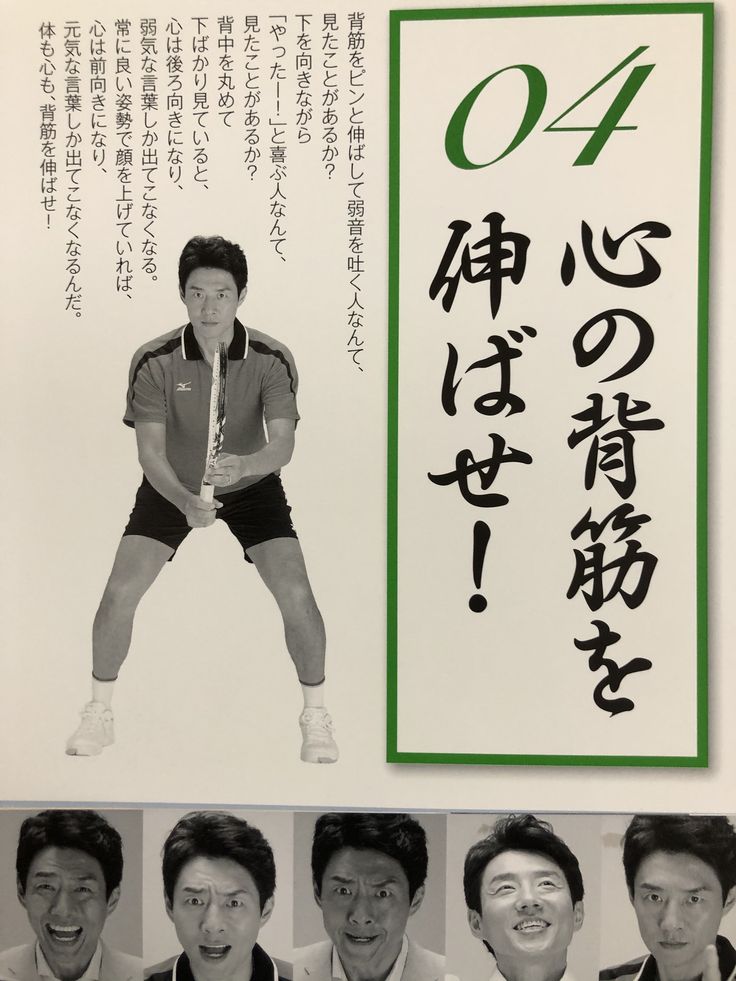 04
心の背筋を
伸ばせ!
背筋をピンと伸ばして弱音を吐く人なんて、
見たことがあるか?
下を向きながら
「やったー!」と喜ぶ人なんて、
見たことがあるか?
背中を丸めて
下ばかり見ていると、
心は後ろ向きになり、
弱気な言葉しか出てこなくなる。
常に良い姿勢で顔を上げていれば、
心は前向きになり、
元気な言葉しか出てこなくなるんだ。
体も心も、背筋を伸ばせ!
MIZUNO